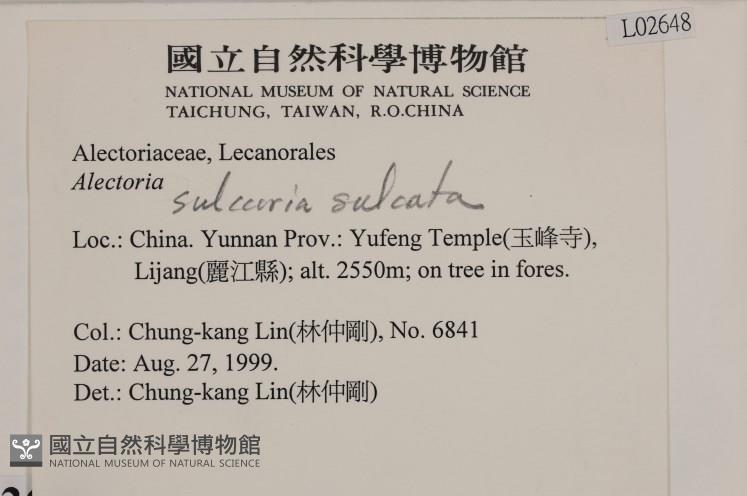 L02648
國立自然科學博物館
NATIONAL MUSEUM OF NATURAL SCIENCE
TAICHUNG, TAIWAN, R.O.CHINA
Alectoriaceae, Lecanorales
Alectoria sulcaria sulcata
Loc.: China. Yunnan Prov.: Yufeng Temple(玉峰寺),
Lijang(麗江縣); alt. 2550m; on tree in fores.
Col.: Chung-kang Lin(林仲剛), No. 6841
Date: Aug. 27, 1999.
Det.: Chung-kang Lin(林仲剛)
國立自然科學博物館
NATIONAL MUSEUM OF NATURAL SCIENCE